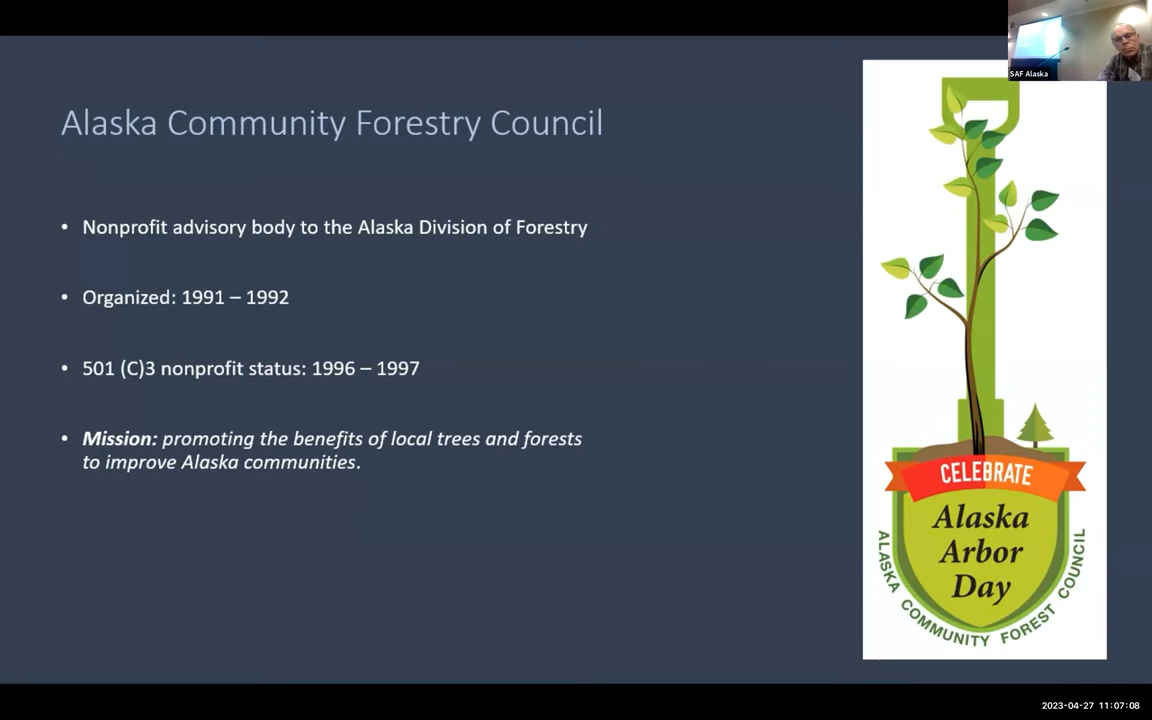 SAF Alaska
Alaska Community Forestry Council
• Nonprofit advisory body to the Alaska Division of Forestry
• Organized: 1991 – 1992
• 501 (C)3 nonprofit status: 1996 – 1997
• Mission: promoting the benefits of local trees and forests
to improve Alaska communities.
CELEBRATE
Alaska
Arbor
Day
ALASKA COMMUNITY FOREST COUNCIL
2023-04-27 11:07:08